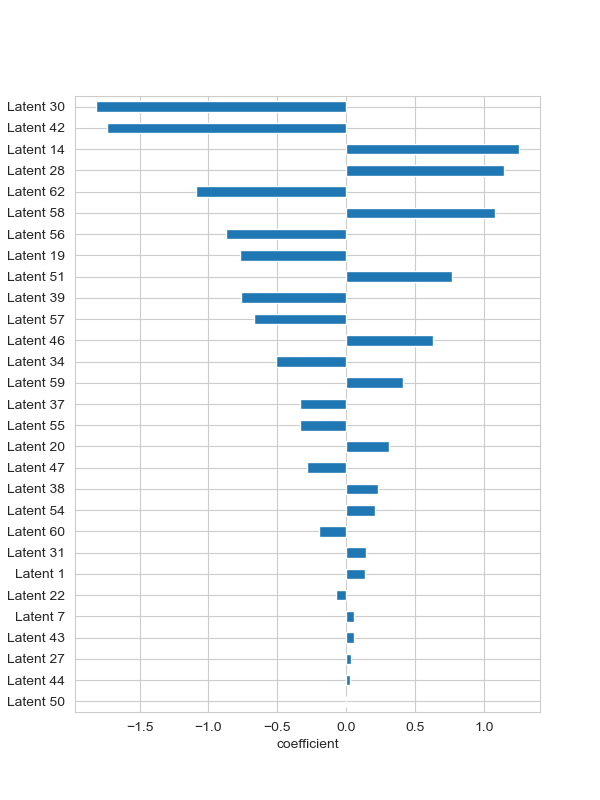 Latent 30
Latent 42
Latent 14
Latent 28
Latent 62
Latent 58
Latent 56
Latent 19
Latent 51
Latent 39
Latent 57
Latent 46
Latent 34
Latent 59
Latent 37
Latent 55
Latent 20
Latent 47
Latent 38
Latent 54
Latent 60
Latent 31
Latent 1
Latent 22
Latent 7
Latent 43
Latent 27
Latent 44
Latent 50
−1.5 −1.0 −0.5 0.0 0.5 1.0
coefficient